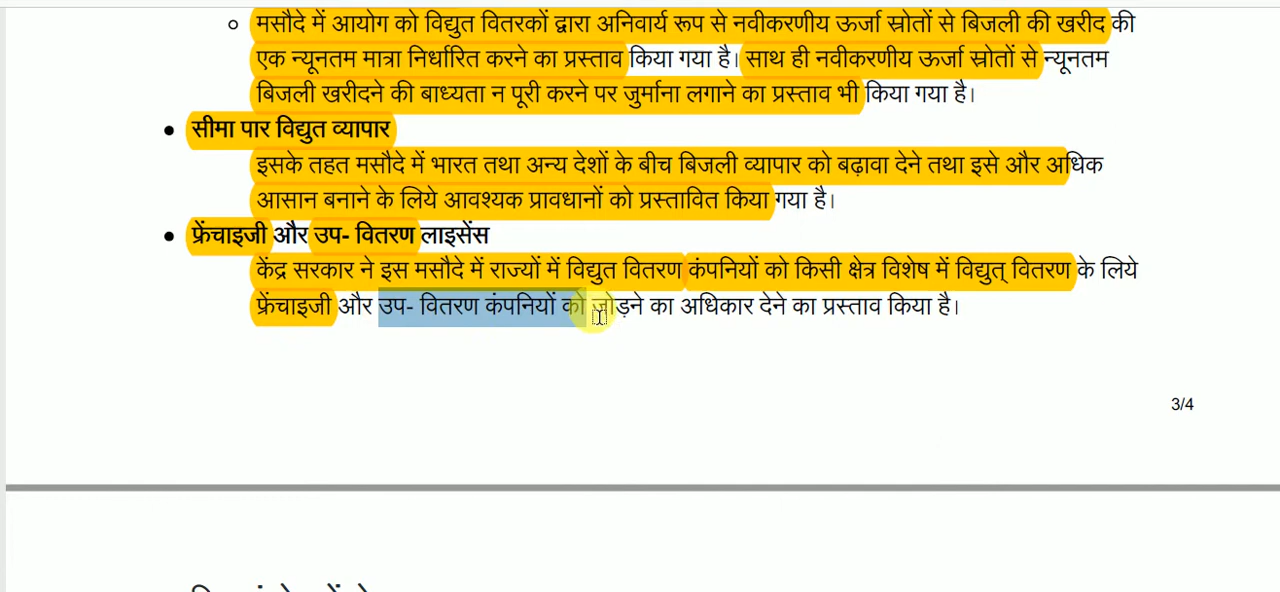 मसौदे में आयोग को विद्युत वितरकों द्वारा अनिवार्य रूप से नवीकरणीय ऊर्जा स्रोतों से बिजली की खरीद की
एक न्यूनतम मात्रा निर्धारित करने का प्रस्ताव किया गया है। साथ ही नवीकरणीय ऊर्जा स्रोतों से न्यूनतम
बिजली खरीदने की बाध्यता न पूरी करने पर जुर्माना लगाने का प्रस्ताव भी किया गया है।
सीमा पार विद्युत व्यापार
इसके तहत मसौदे में भारत तथा अन्य देशों के बीच बिजली व्यापार को बढ़ावा देने तथा इसे और अधिक
आसान बनाने के लिये आवश्यक प्रावधानों को प्रस्तावित किया गया है।
फ्रेंचाइजी और उप- वितरण लाइसेंस
केंद्र सरकार ने इस मसौदे में राज्यों में विद्युत वितरण कंपनियों को किसी क्षेत्र विशेष में विद्युत् वितरण के लिये
फ्रेंचाइजी और उप- वितरण कंपनियों को जोड़ने का अधिकार देने का प्रस्ताव किया है।
3/4